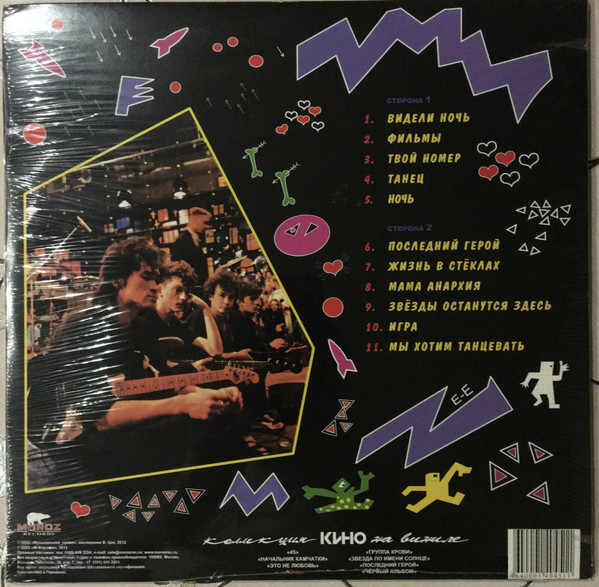 СТОРОНА 1
1. ВИДЕЛИ НОЧЬ
2. ФИЛЬМЫ
3. ТВОЙ НОМЕР
4. ТАНЕЦ
5. НОЧЬ
СТОРОНА 2
6. ПОСЛЕДНИЙ ГЕРОЙ
7. ЖИЗНЬ В СТЁКЛАХ
8. МАМА АНАРХИЯ
9. ЗВЁЗДЫ ОСТАНУТСЯ ЗДЕСЬ
10. ИГРА
11. МЫ ХОТИМ ТАНЦЕВАТЬ
Е-Е
MOROZ
RECORDS
коллекция КИНО на виниле
«45»
«НАЧАЛЬНИК КАМЧАТКИ»
«ЭТО НЕ ЛЮБОВЬ»
«ГРУППА КРОВИ»
«ЗВЕЗДА ПО ИМЕНИ СОЛНЦЕ»
«ПОСЛЕДНИЙ ГЕРОЙ»
«ЧЁРНЫЙ АЛЬБОМ»